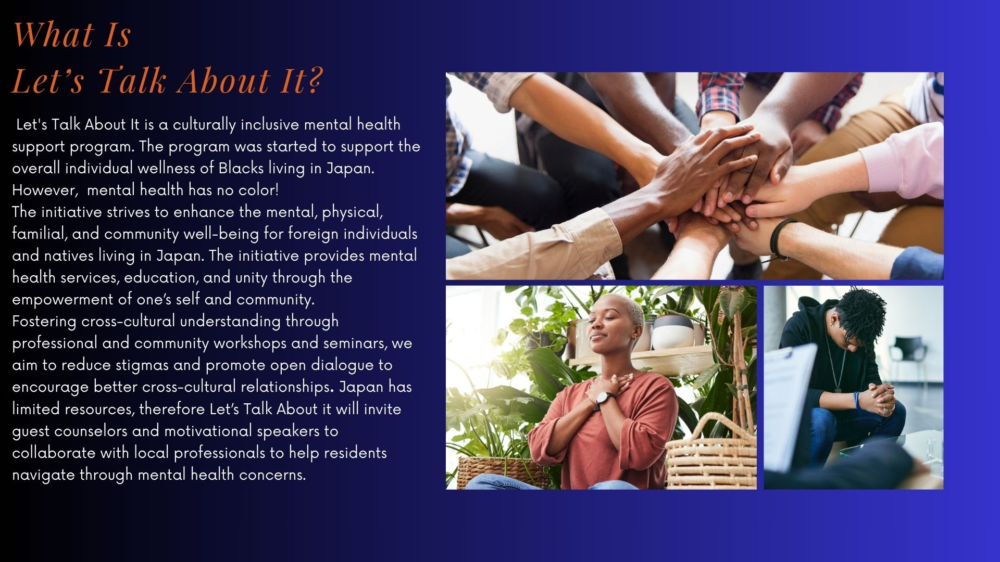 What Is
Let’s Talk About It?
Let's Talk About It is a culturally inclusive mental health
support program. The program was started to support the
overall individual wellness of Blacks living in Japan.
However,  mental health has no color!
The initiative strives to enhance the mental, physical,
familial, and community well-being for foreign individuals
and natives living in Japan. The initiative provides mental
health services, education, and unity through the
empowerment of one’s self and community.
Fostering cross-cultural understanding through
professional and community workshops and seminars, we
aim to reduce stigmas and promote open dialogue to
encourage better cross-cultural relationships. Japan has
limited resources, therefore Let’s Talk About it will invite
guest counselors and motivational speakers to
collaborate with local professionals to help residents
navigate through mental health concerns.